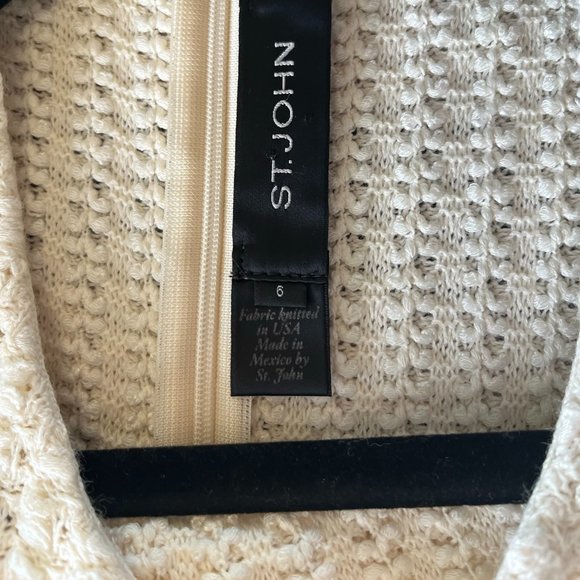 ST.JOHN
6
Fabric knitted
in USA
Made in
Mexico by
St. John